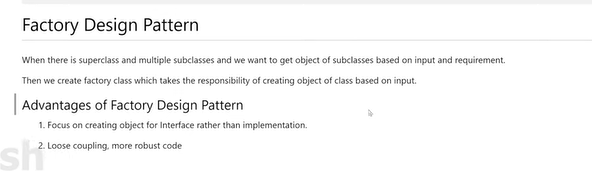 Factory Design Pattern
When there is superclass and multiple subclasses and we want to get object of subclasses based on input and requirement.
Then we create factory class which takes the responsibility of creating object of class based on input.
Advantages of Factory Design Pattern
1. Focus on creating object for Interface rather than implementation.
2. Loose coupling, more robust code
sh